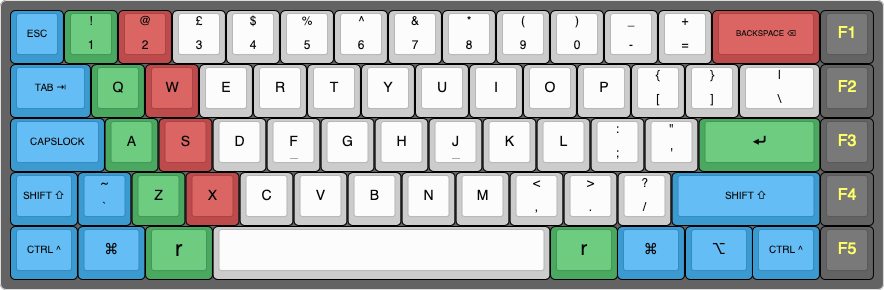 ESC ! 1 @ 2 £ 3 $ 4 % 5 ^ 6 & 7 * 8 ( 9 ) 0 _ - + = BACKSPACE ⌫ F1
TAB ⇥ Q W E R T Y U I O P { [ } ] | \ F2
CAPSLOCK A S D F _ G H J _ K L : ; " ' ↵ F3
SHIFT ⇧ ~ ` Z X C V B N M < , > . ? / SHIFT ⇧ F4
CTRL ^ ⌘ r r ⌘ ⌥ CTRL ^ F5